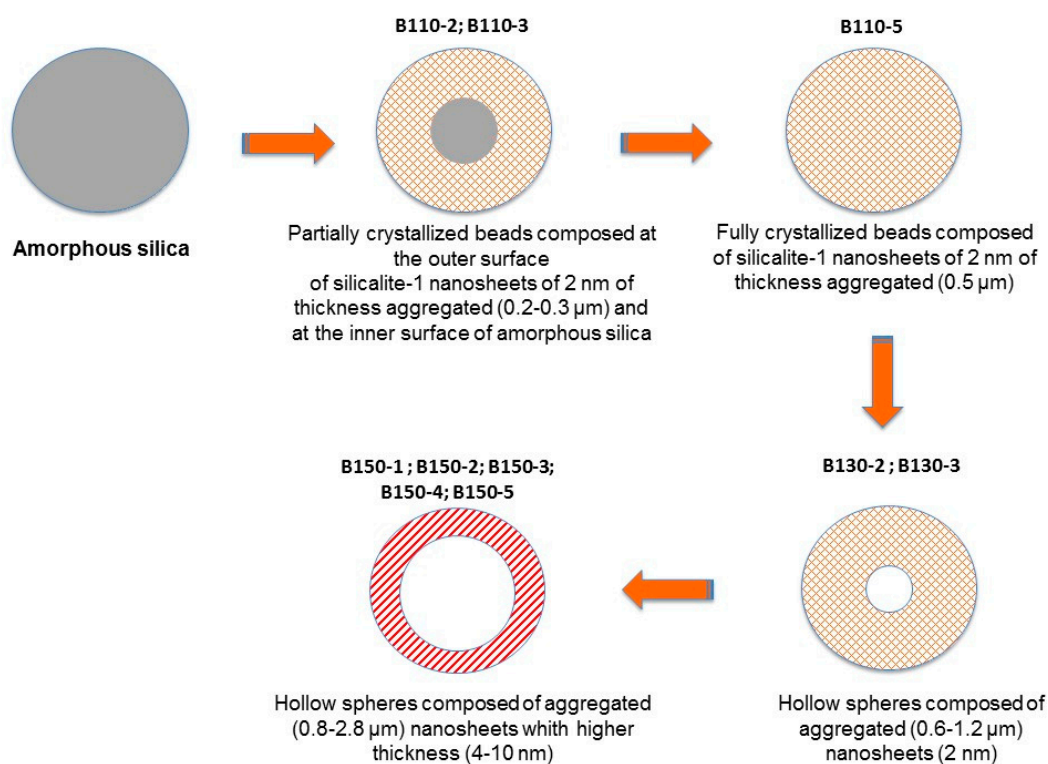 B110-2; B110-3
B110-5
Amorphous silica
Partially crystallized beads composed at
the outer surface
of silicalite-1 nanosheets of 2 nm of
thickness aggregated (0.2-0.3 µm) and
at the inner surface of amorphous silica
Fully crystallized beads composed
of silicalite-1 nanosheets of 2 nm of
thickness aggregated (0.5 µm)
B150-1 ; B150-2; B150-3;
B150-4; B150-5
B130-2 ; B130-3
Hollow spheres composed of aggregated
(0.8-2.8 µm) nanosheets whith higher
thickness (4-10 nm)
Hollow spheres composed of
aggregated (0.6-1.2 µm)
nanosheets (2 nm)